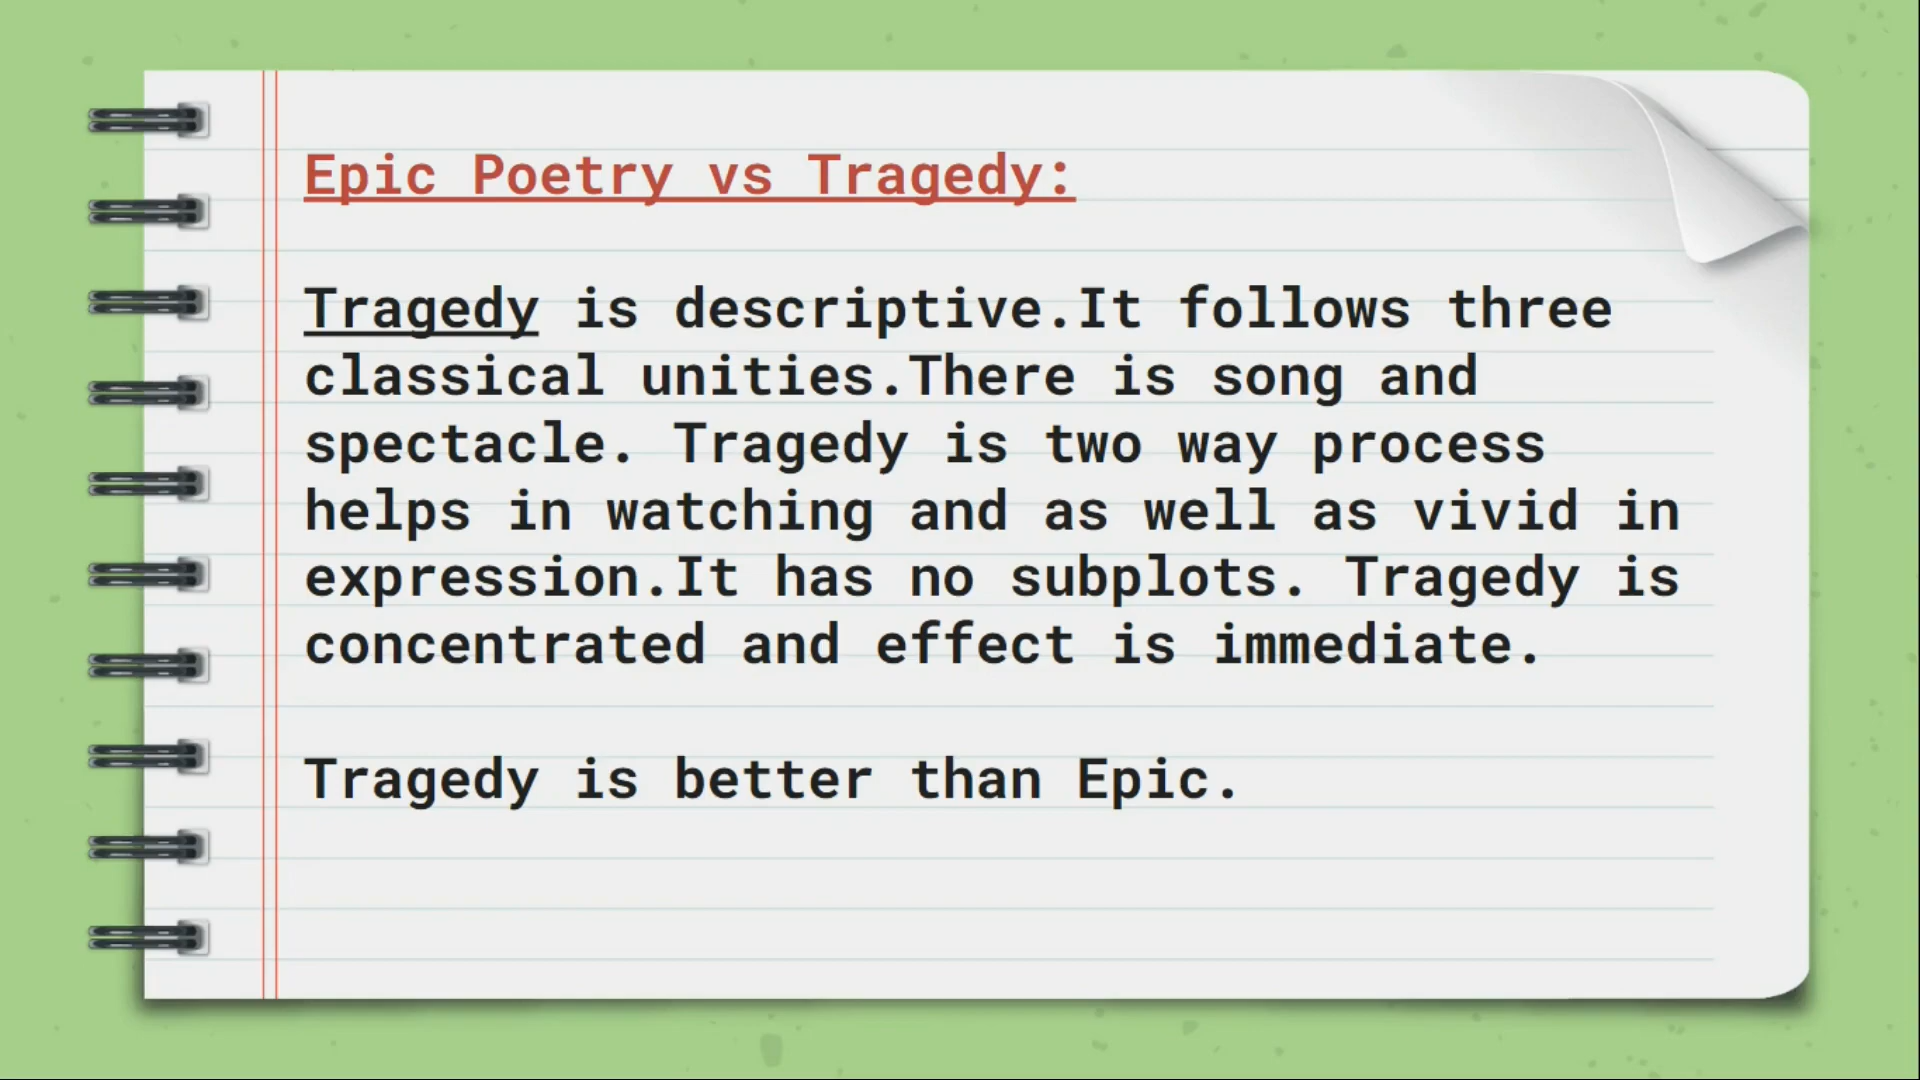 Epic Poetry vs Tragedy:
Tragedy is descriptive.It follows three
classical unities.There is song and
spectacle. Tragedy is two way process
helps in watching and as well as vivid in
expression.It has no subplots. Tragedy is
concentrated and effect is immediate.
Tragedy is better than Epic.